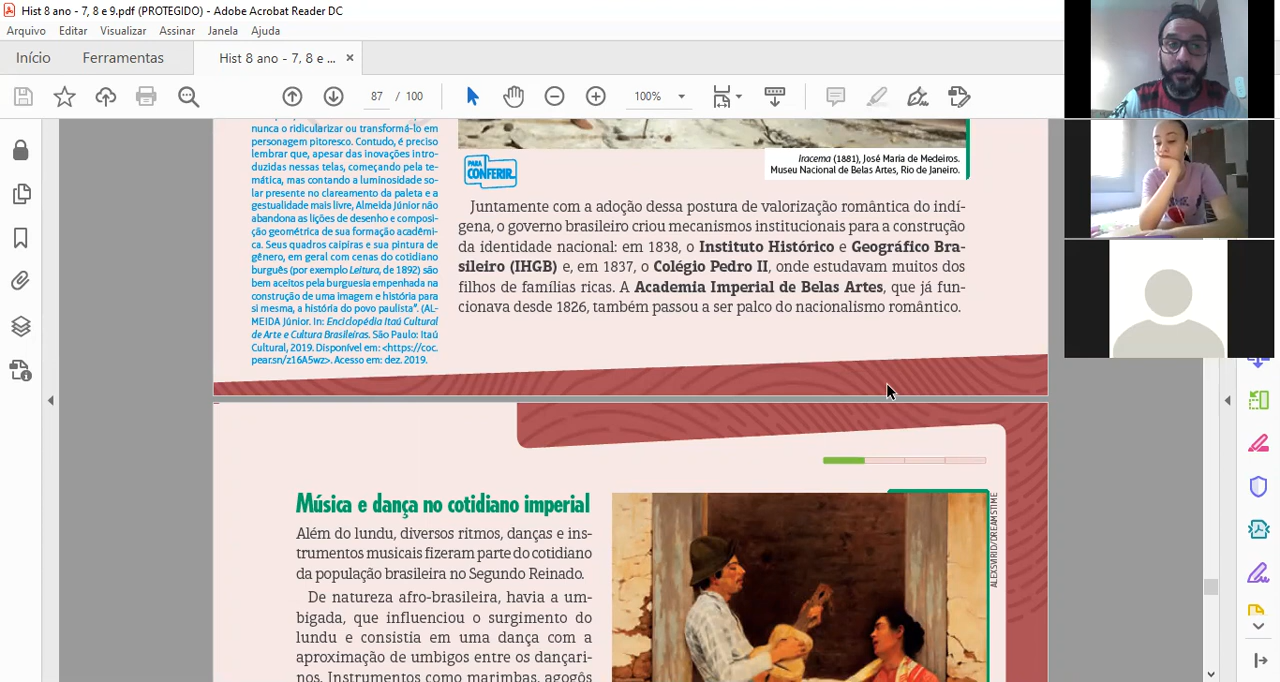 Hist 8 ano - 7, 8 e 9.pdf (PROTEGIDO) - Adobe Acrobat Reader DC
Arquivo Editar Visualizar Assinar Janela Ajuda
Início Ferramentas Hist 8 ano - 7, 8 e ... ×
87 / 100 100%
nunca o ridicularizar ou transformá-lo em
personagem pitoresco. Contudo, é preciso
lembrar que, apesar das inovações intro-
duzidas nessas telas, começando pela te-
mática, mas contando a luminosidade so-
lar presente no clareamento da paleta e a
gestualidade mais livre, Almeida Júnior não
abandona as lições de desenho e composi-
ção geométrica de sua formação acadêmi-
ca. Seus quadros caipiras e sua pintura de
gênero, em geral com cenas do cotidiano
burguês (por exemplo Leitura, de 1892) são
bem aceitos pela burguesia empenhada na
construção de uma imagem e história para
si mesma, a história do povo paulista”. (AL-
MEIDA Júnior. In: Enciclopédia Itaú Cultural
de Arte e Cultura Brasileiras. São Paulo: Itaú
Cultural, 2019. Disponível em: <https://coc.
pear.sn/z16A5wz>. Acesso em: dez. 2019.
Iracema (1881), José Maria de Medeiros.
Museu Nacional de Belas Artes, Rio de Janeiro.
PARA
CONFERIR
Juntamente com a adoção dessa postura de valorização romântica do indí-
gena, o governo brasileiro criou mecanismos institucionais para a construção
da identidade nacional: em 1838, o Instituto Histórico e Geográfico Bra-
sileiro (IHGB) e, em 1837, o Colégio Pedro II, onde estudavam muitos dos
filhos de famílias ricas. A Academia Imperial de Belas Artes, que já fun-
cionava desde 1826, também passou a ser palco do nacionalismo romântico.
Música e dança no cotidiano imperial
Além do lundu, diversos ritmos, danças e ins-
trumentos musicais fizeram parte do cotidiano
da população brasileira no Segundo Reinado.
De natureza afro-brasileira, havia a um-
bigada, que influenciou o surgimento do
lundu e consistia em uma dança com a
aproximação de umbigos entre os dançari-
nos. Instrumentos como marimbas, agogôs
ALEXSVIRID/DREAMSTIME